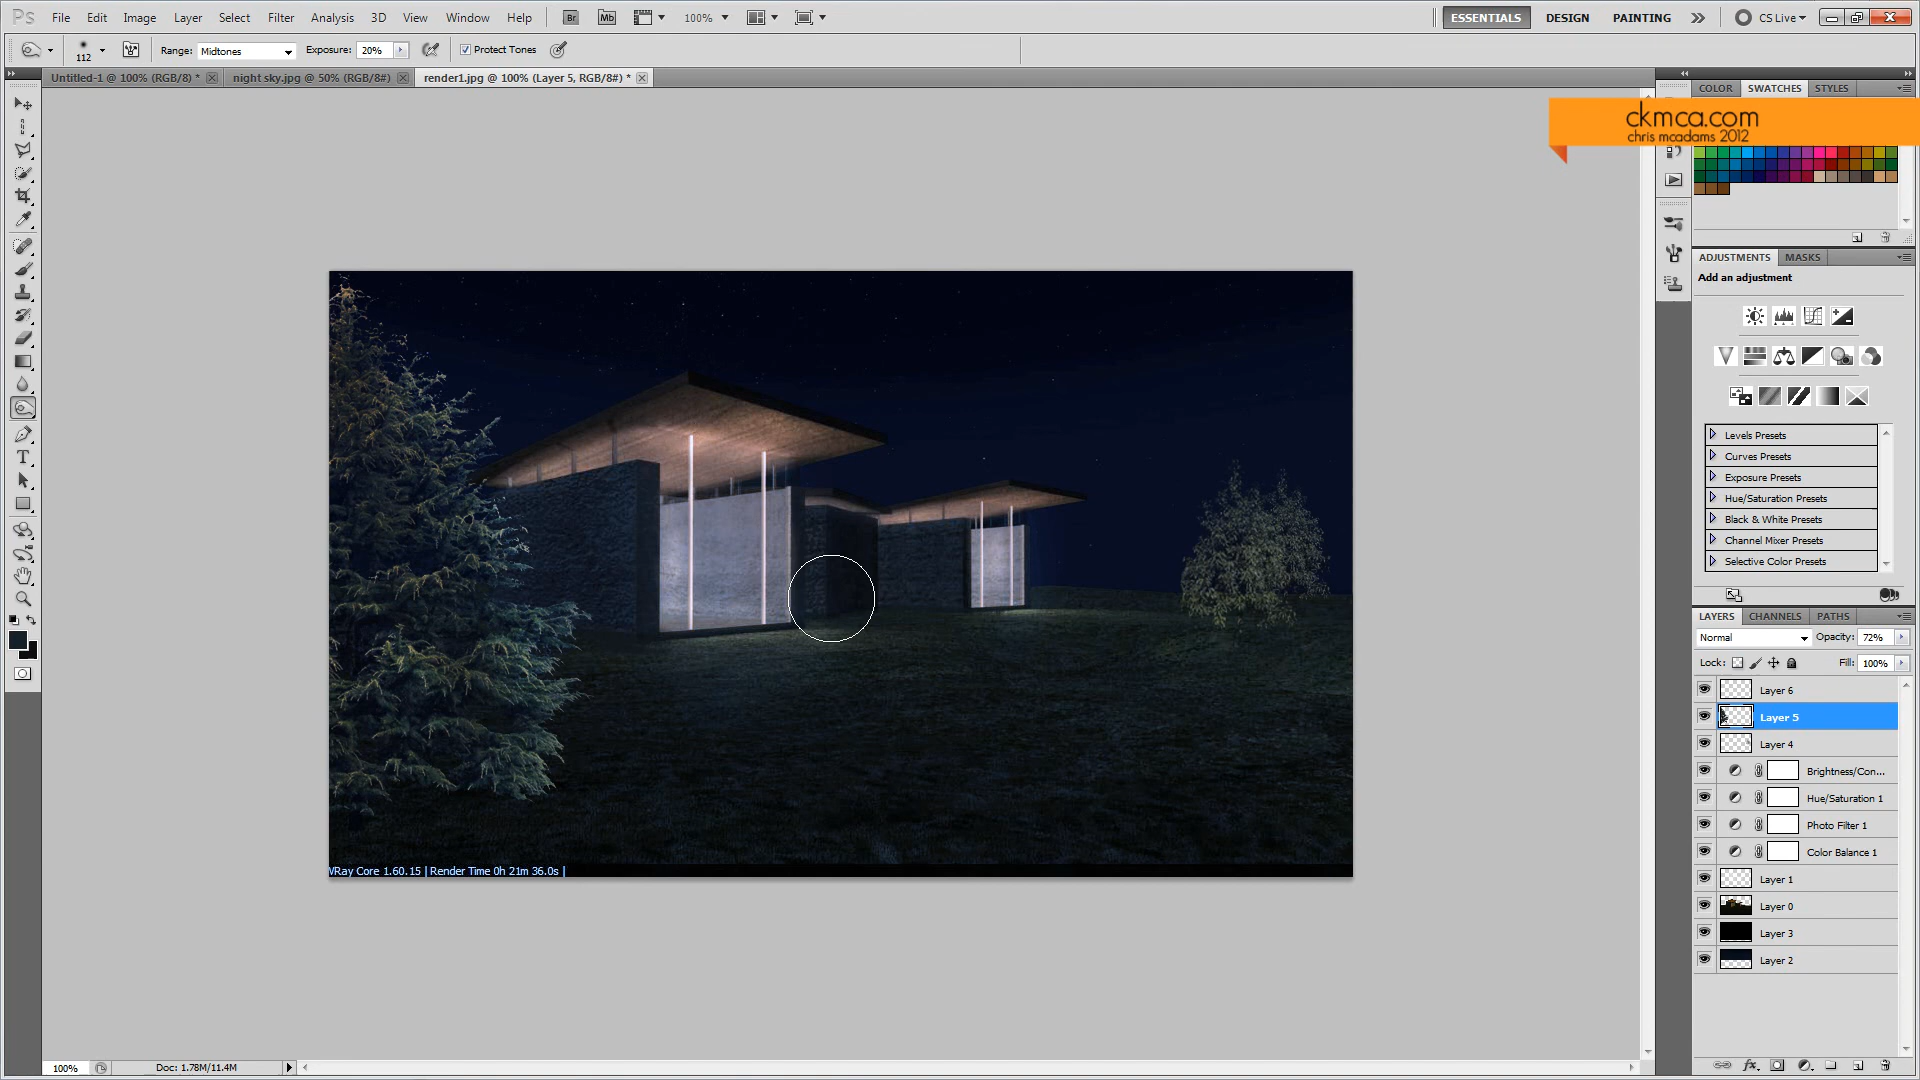 Ps File Edit Image Layer Select Filter Analysis 3D View Window Help Br Mb 100% ESSENTIALS DESIGN PAINTING CS Live
112 Range: Midtones Exposure: 20% Protect Tones
Untitled-1 @ 100% (RGB/8) * night sky.jpg @ 50% (RGB/8#) render1.jpg @ 100% (Layer 5, RGB/8#) *
COLOR SWATCHES STYLES
ckmca.com
chris mcadams 2012
ADJUSTMENTS MASKS
Add an adjustment
Levels Presets
Curves Presets
Exposure Presets
Hue/Saturation Presets
Black & White Presets
Channel Mixer Presets
Selective Color Presets
LAYERS CHANNELS PATHS
Normal Opacity: 72%
Lock: Fill: 100%
Layer 6
Layer 5
Layer 4
Brightness/Con...
Hue/Saturation 1
Photo Filter 1
Color Balance 1
Layer 1
Layer 0
Layer 3
Layer 2
VRay Core 1.60.15 | Render Time 0h 21m 36.0s |
100% Doc: 1.78M/11.4M